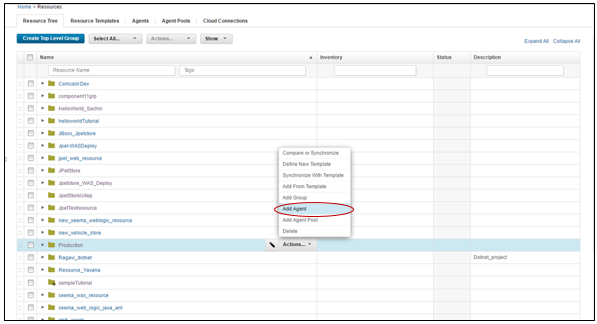 Home > Resources
Resource Tree Resource Templates Agents Agent Pools Cloud Connections
Create Top-Level Group Select All... Actions... Show Expand All Collapse All
Name Inventory Status Description
Resource Name Tags
ComcashDev
component11grp
HelloWorld_Sachin
helloworldTutorial
JBoss_Jpetstore
Jpet-WASDeploy
jpet_web_resource
JPetStore
Jpetstore_WAS_Deploy
JpetStoreUdep
JpetTestresource
new_seema_weblogic_resource
new_vehicle_store
Compare or Synchronize
Define New Template
Synchronize With Template
Add From Template
Add Group
Add Agent
Add Agent Pool
Delete
Production Actions...
Ragavi_dotnet Dotnet_project
Resource_Yavana
sampleTutorial
seema_was_resource
seema_web_logic_java_ant